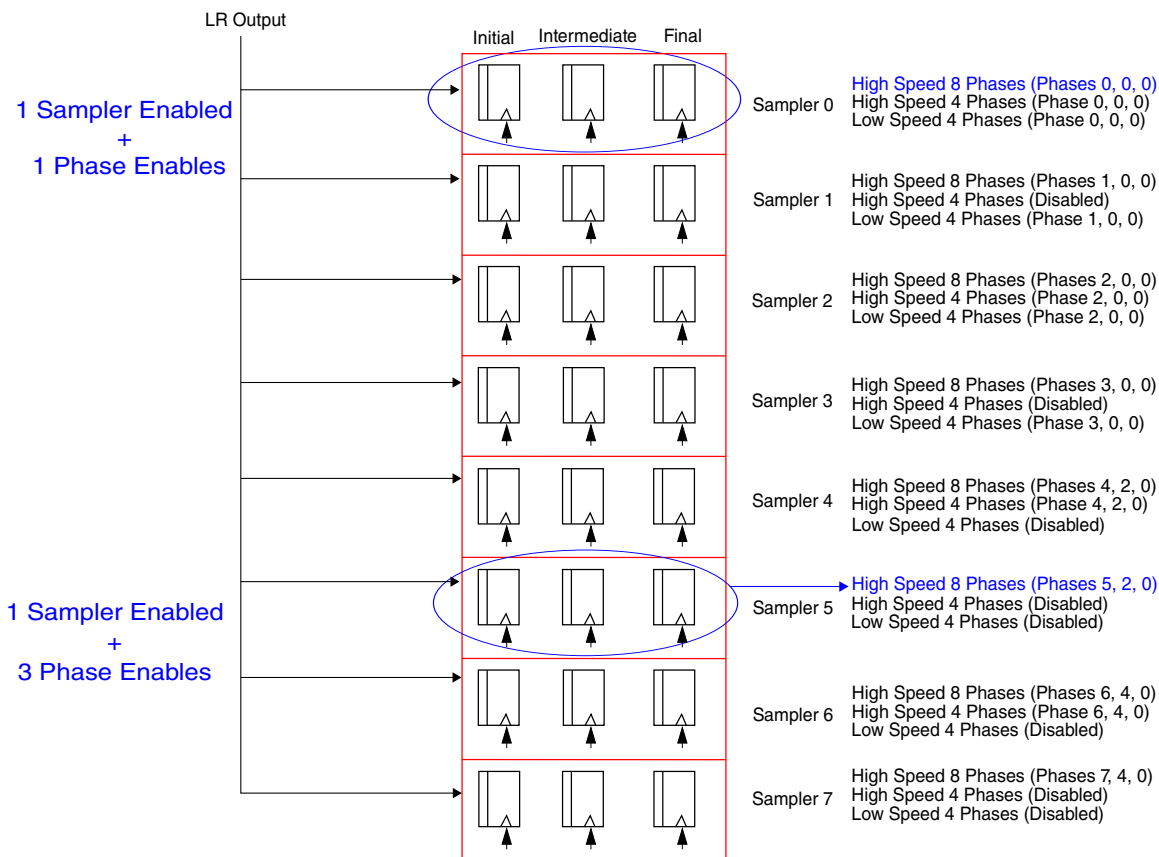 LR Output
Initial Intermediate Final
1 Sampler Enabled
+
1 Phase Enables
Sampler 0
High Speed 8 Phases (Phases 0, 0, 0)
High Speed 4 Phases (Phase 0, 0, 0)
Low Speed 4 Phases (Phase 0, 0, 0)
Sampler 1
High Speed 8 Phases (Phases 1, 0, 0)
High Speed 4 Phases (Disabled)
Low Speed 4 Phases (Phase 1, 0, 0)
Sampler 2
High Speed 8 Phases (Phases 2, 0, 0)
High Speed 4 Phases (Phase 2, 0, 0)
Low Speed 4 Phases (Phase 2, 0, 0)
Sampler 3
High Speed 8 Phases (Phases 3, 0, 0)
High Speed 4 Phases (Disabled)
Low Speed 4 Phases (Phase 3, 0, 0)
Sampler 4
High Speed 8 Phases (Phases 4, 2, 0)
High Speed 4 Phases (Phase 4, 2, 0)
Low Speed 4 Phases (Disabled)
1 Sampler Enabled
+
3 Phase Enables
Sampler 5
High Speed 8 Phases (Phases 5, 2, 0)
High Speed 4 Phases (Disabled)
Low Speed 4 Phases (Disabled)
Sampler 6
High Speed 8 Phases (Phases 6, 4, 0)
High Speed 4 Phases (Phase 6, 4, 0)
Low Speed 4 Phases (Disabled)
Sampler 7
High Speed 8 Phases (Phases 7, 4, 0)
High Speed 4 Phases (Disabled)
Low Speed 4 Phases (Disabled)